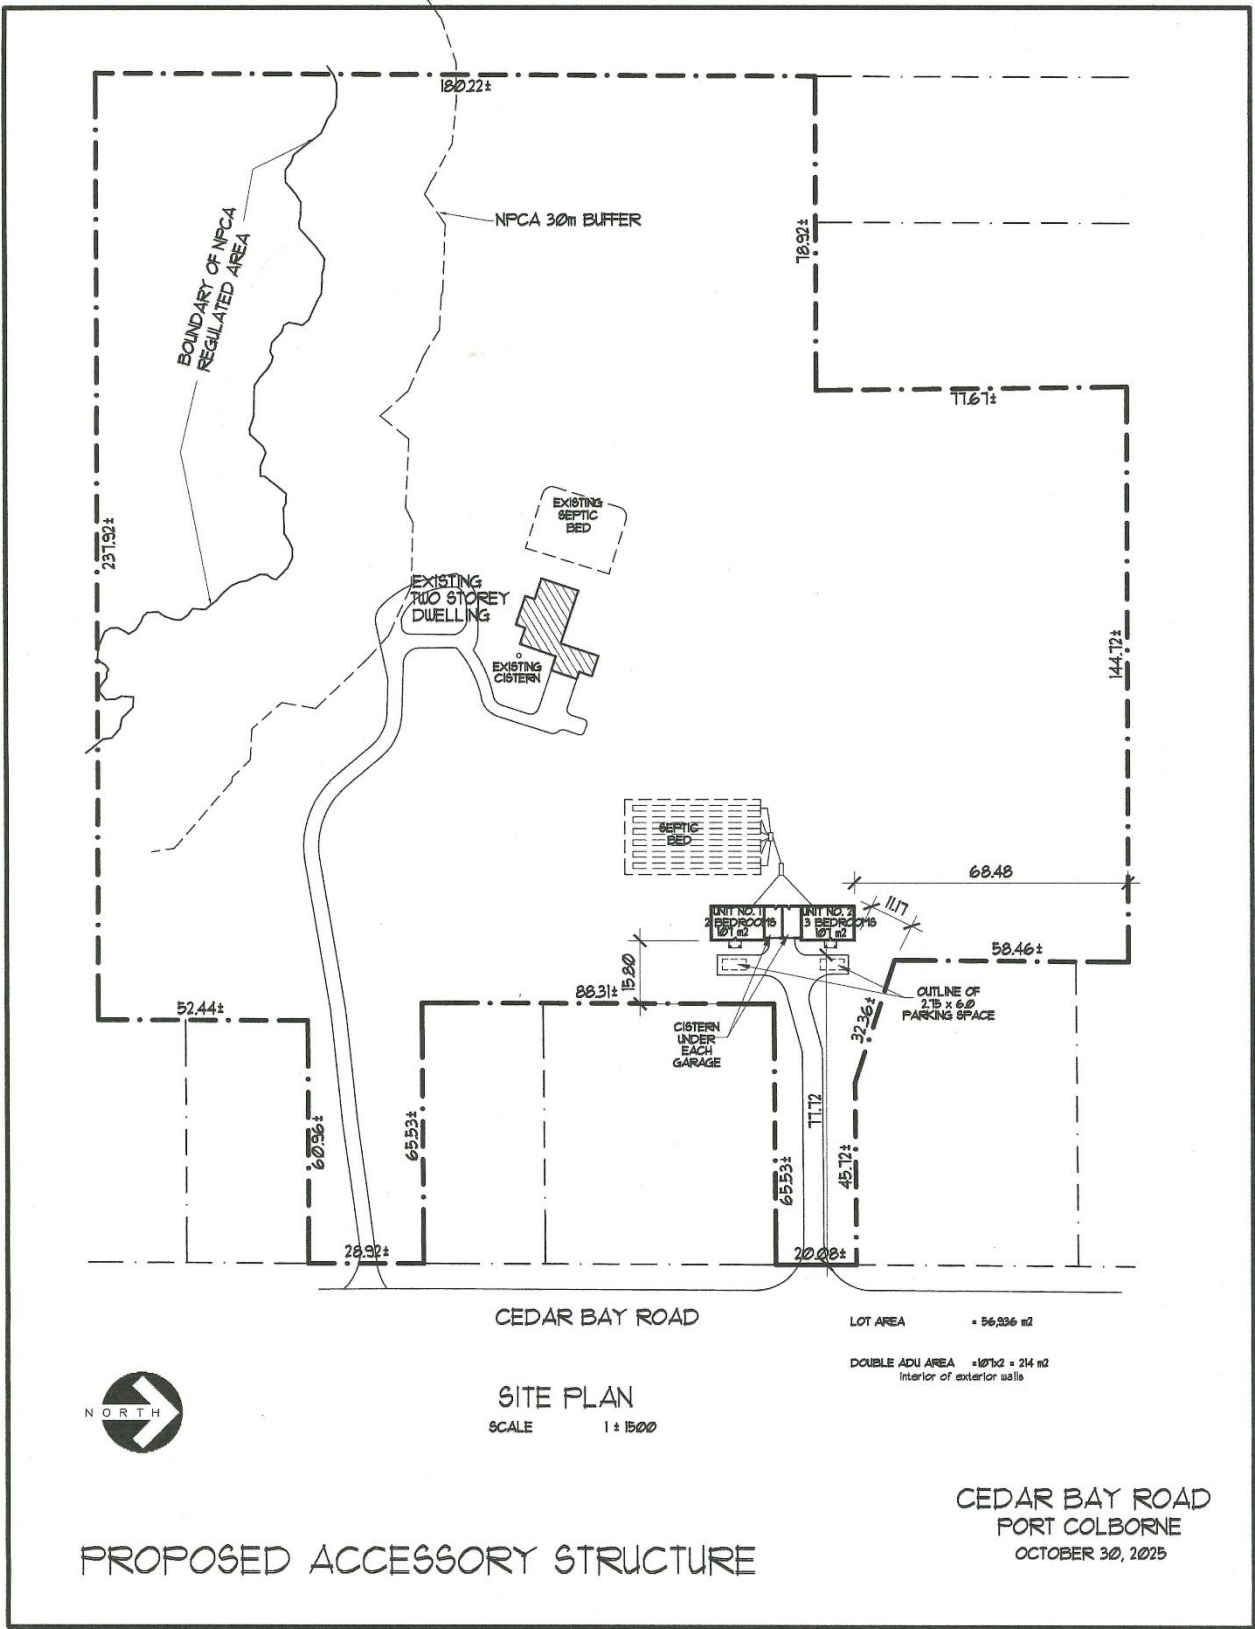 180.22±
NPCA 30m BUFFER
BOUNDARY OF NPCA
REGULATED AREA
78.92±
77.67±
237.92±
EXISTING
SEPTIC
BED
EXISTING
TWO STOREY
DWELLING
EXISTING
CISTERN
144.72±
SEPTIC
BED
68.48
11.17
UNIT NO. 1
2 BEDROOMS
107 m2
UNIT NO. 2
3 BEDROOMS
107 m2
15.80
58.46±
88.31±
52.44±
OUTLINE OF
2.75 x 6.0
PARKING SPACE
32.36±
CISTERN
UNDER
EACH
GARAGE
60.96±
65.53±
77.72
65.53±
45.72±
28.92±
20.08±
CEDAR BAY ROAD
LOT AREA = 56,936 m2
DOUBLE ADU AREA =107x2 = 214 m2
interior of exterior walls
NORTH
SITE PLAN
SCALE 1 : 1500
CEDAR BAY ROAD
PORT COLBORNE
OCTOBER 30, 2025
PROPOSED ACCESSORY STRUCTURE